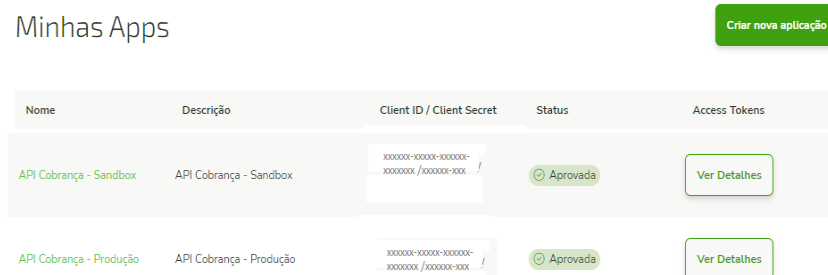 Minhas Apps
Criar nova aplicação
Nome Descrição Client ID / Client Secret Status Access Tokens
API Cobrança - Sandbox API Cobrança - Sandbox xxxxxx-xxxxx-xxxxxx-
xxxxxxx /xxxxxx-xxx / Aprovada Ver Detalhes
API Cobrança - Produção API Cobrança - Produção xxxxxx-xxxxx-xxxxxx-
xxxxxxx /xxxxxx-xxx / Aprovada Ver Detalhes